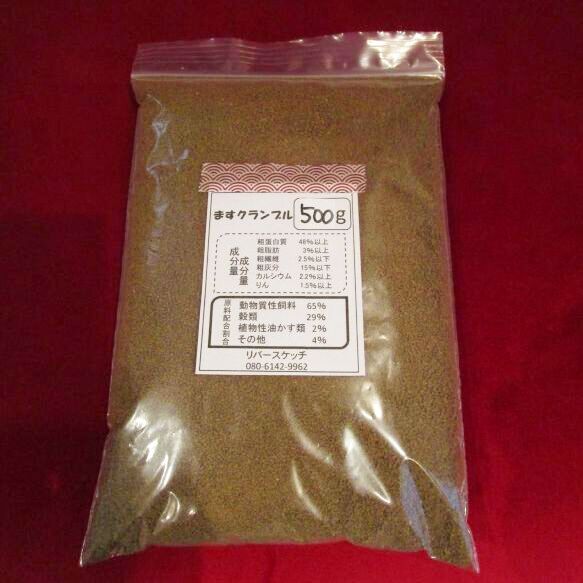 ますクランブル 500g
成分量
成分量
粗蛋白質 48%以上
粗脂肪 3%以上
粗繊維 2.5%以下
粗灰分 15%以下
カルシウム 2.2%以上
りん 1.5%以上
原料配合割合
動物質性飼料 65%
穀類 29%
植物性油かす類 2%
その他 4%
リバースケッチ
080-6142-9962